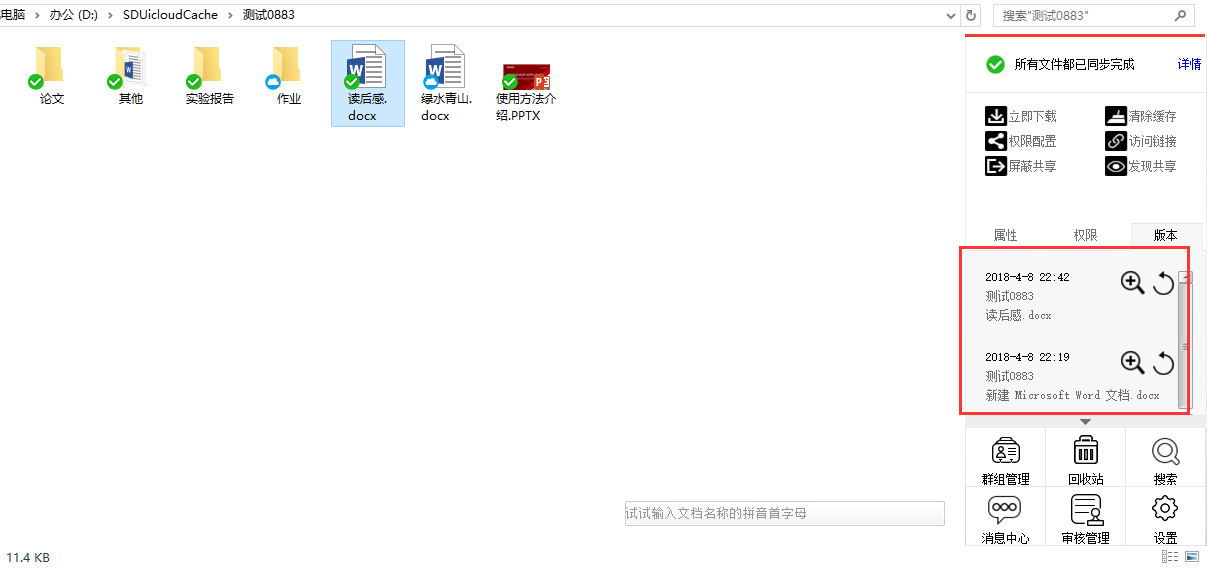 电脑 › 办公 (D:) › SDUicloudCache › 测试0883
搜索"测试0883"
论文
其他
实验报告
作业
读后感.
docx
绿水青山.
docx
使用方法介
绍.PPTX
所有文件都已同步完成 详情
立即下载 清除缓存
权限配置 访问链接
屏蔽共享 发现共享
属性 权限 版本
2018-4-8 22:42
测试0883
读后感.docx
2018-4-8 22:19
测试0883
新建 Microsoft Word 文档.docx
群组管理 回收站 搜索
试试输入文档名称的拼音首字母
消息中心 审核管理 设置
11.4 KB